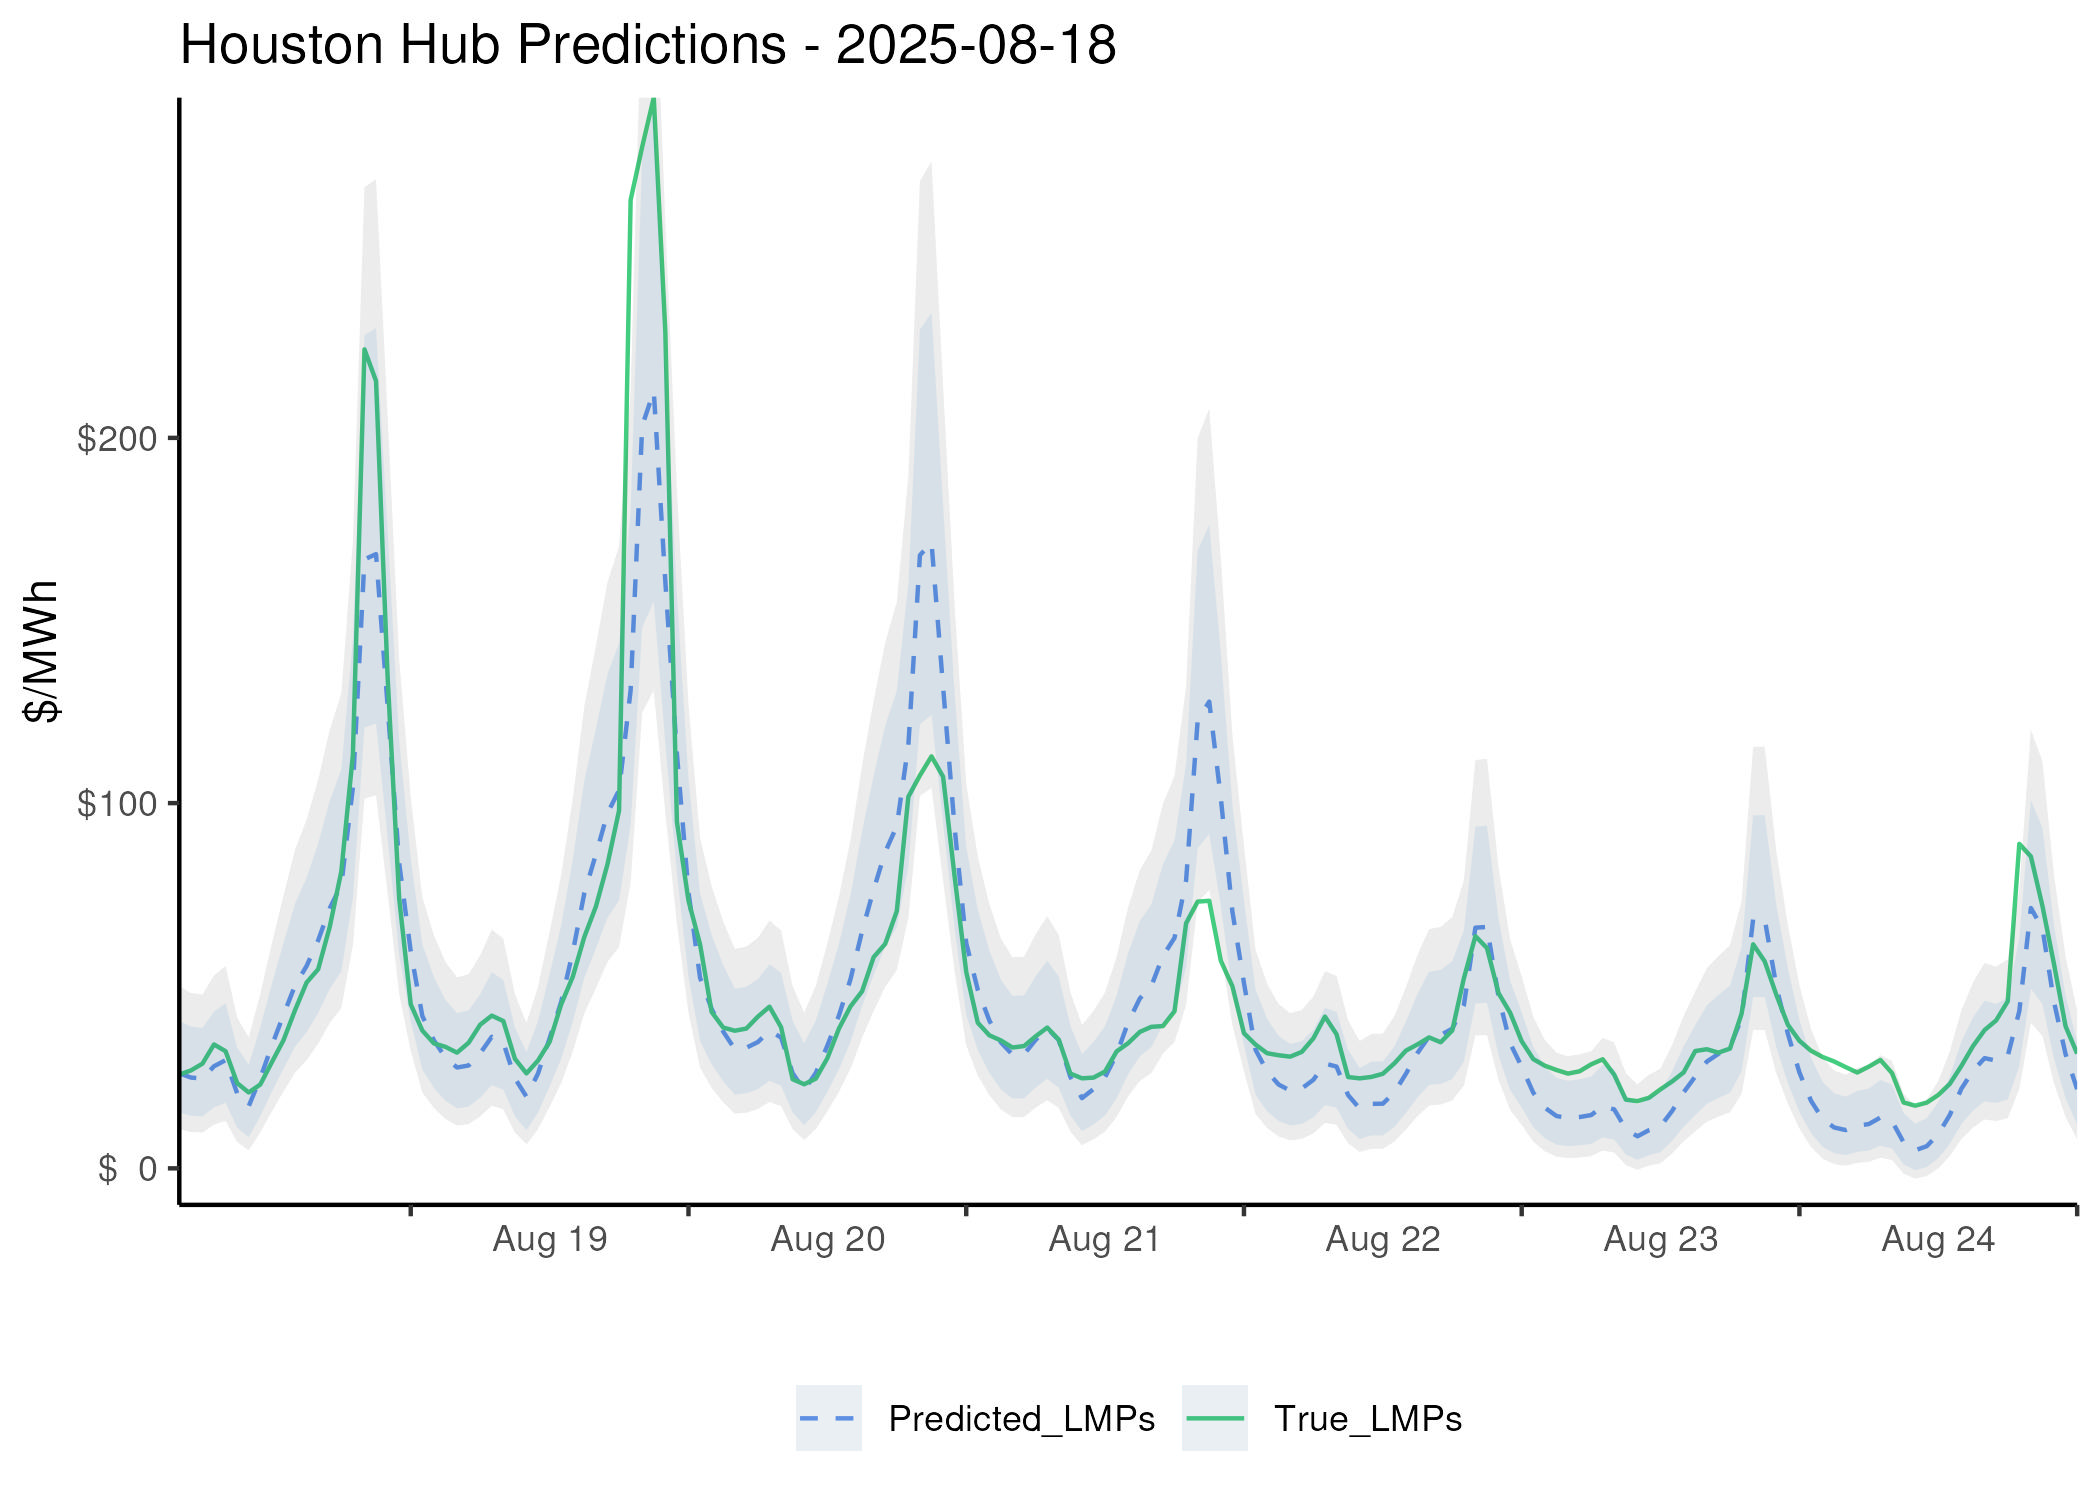 Houston Hub Predictions - 2025-08-18
$/MWh
$200
$100
$ 0
Aug 19 Aug 20 Aug 21 Aug 22 Aug 23 Aug 24
Predicted_LMPs True_LMPs